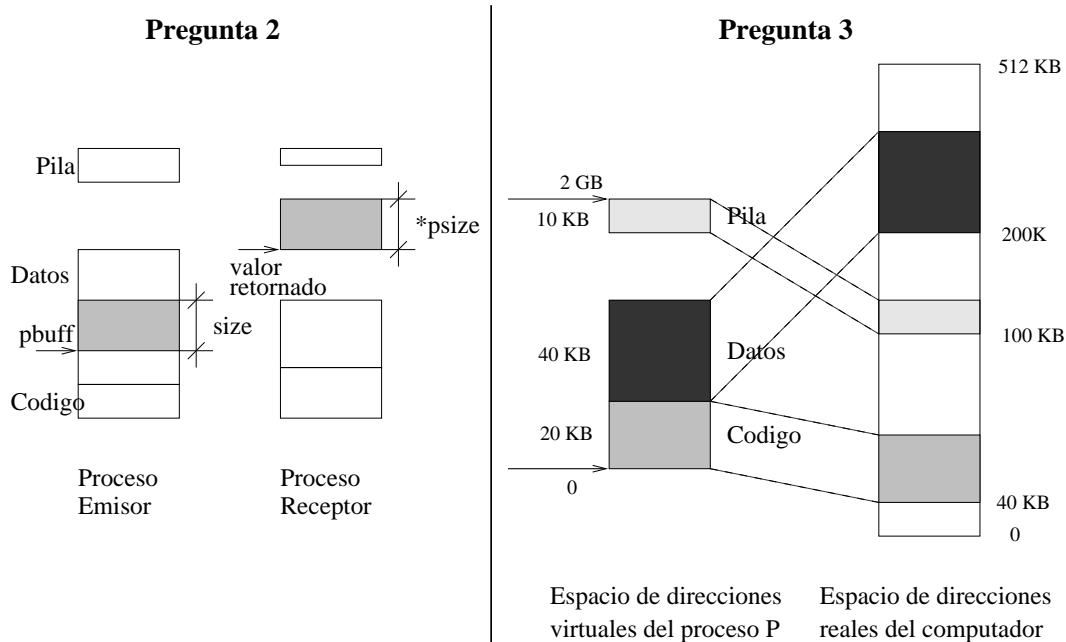 Pregunta 2
Pila
Datos
pbuff
size
Codigo
*psize
valor
retornado
Proceso
Emisor
Proceso
Receptor
Pregunta 3
512 KB
2 GB
10 KB
Pila
200K
100 KB
40 KB
Datos
20 KB
Codigo
0
40 KB
0
Espacio de direcciones
virtuales del proceso P
Espacio de direcciones
reales del computador